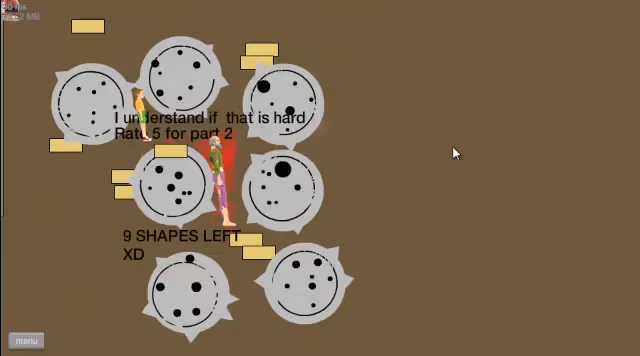 I understand if that is hard
Rate 5 for part 2
9 SHAPES LEFT
XD
menu